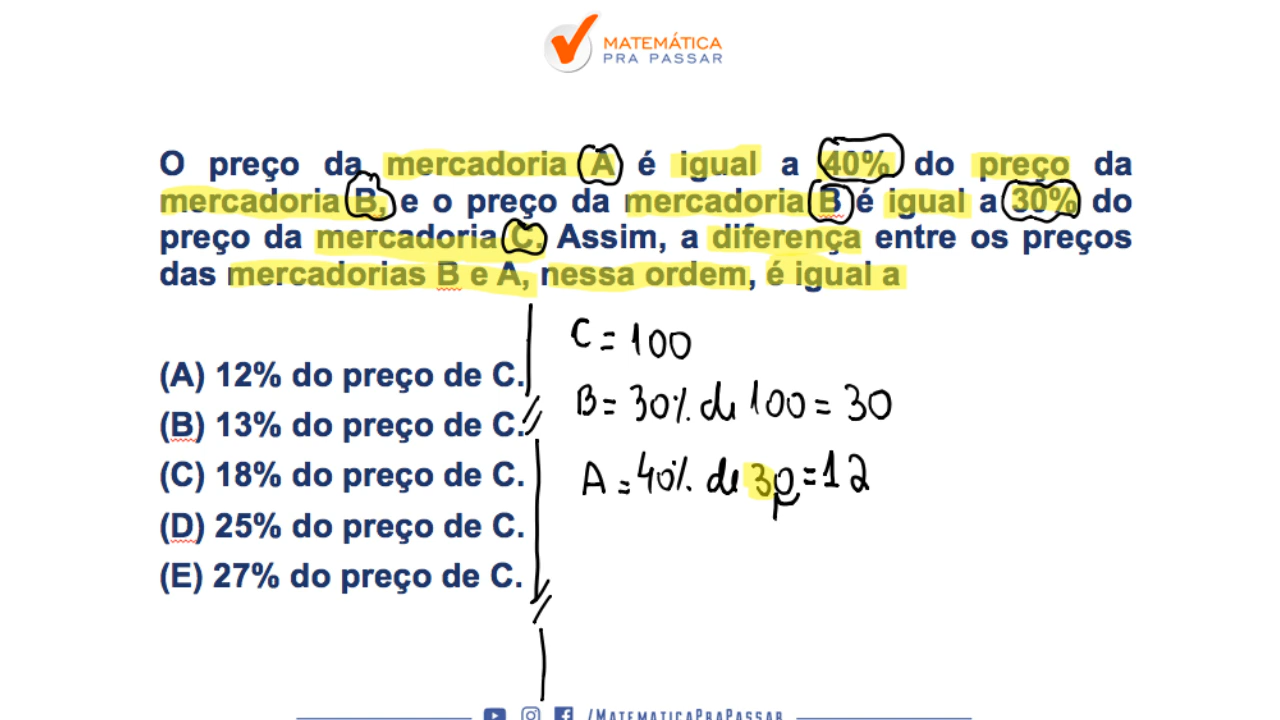 MATEMÁTICA
PRA PASSAR
O preço da mercadoria A é igual a 40% do preço da
mercadoria B, e o preço da mercadoria B é igual a 30% do
preço da mercadoria C. Assim, a diferença entre os preços
das mercadorias B e A, nessa ordem, é igual a
(A) 12% do preço de C.
(B) 13% do preço de C.
(C) 18% do preço de C.
(D) 25% do preço de C.
(E) 27% do preço de C.
C = 100
B = 30% de 100 = 30
A = 40% de 30 = 12
/MATEMATICAPRAPASSAR